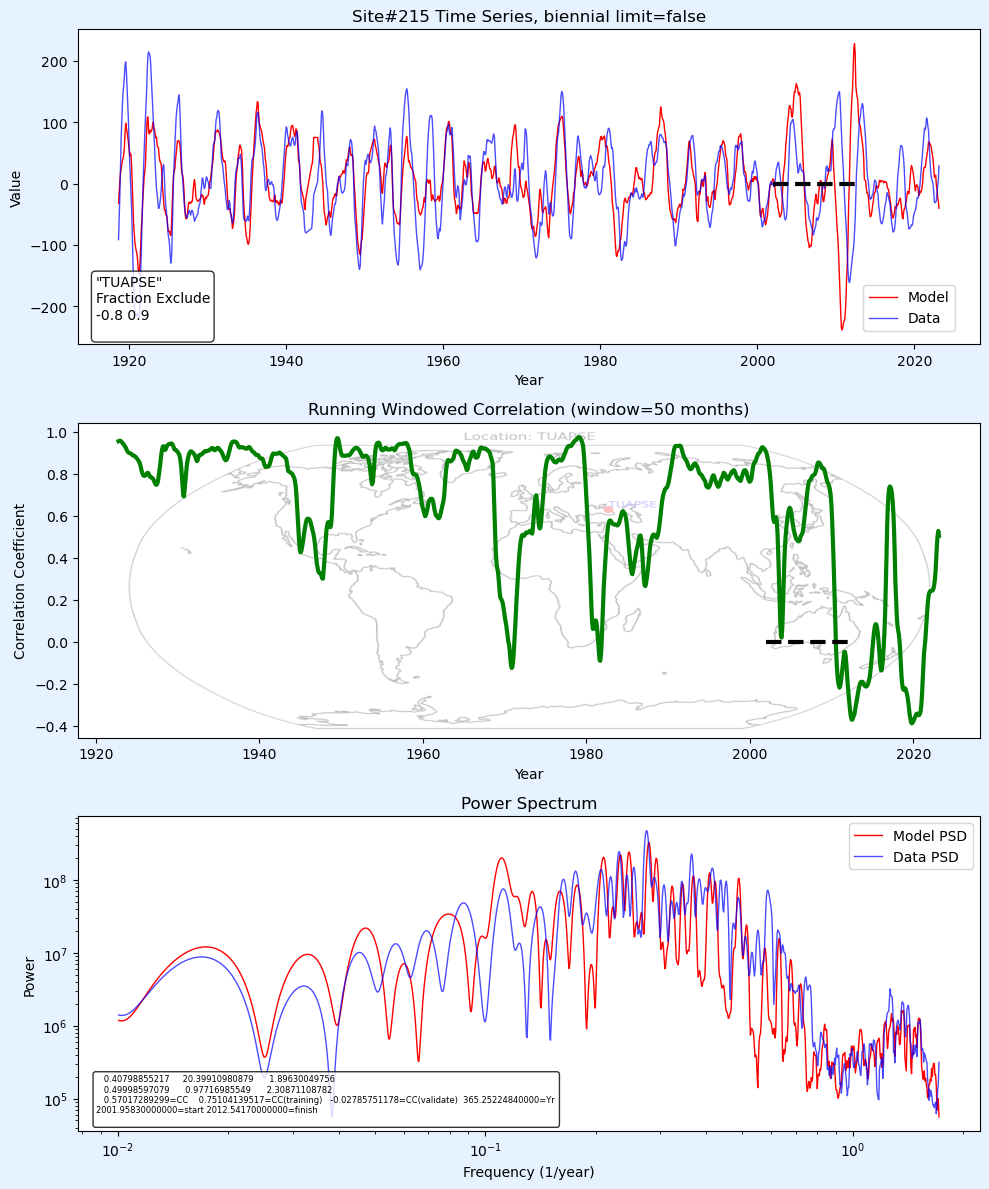 Site#215 Time Series, biennial limit=false
Value
200
100
0
−100
−200
"TUAPSE"
Fraction Exclude
-0.8 0.9
Model
Data
1920
1940
1960
1980
2000
2020
Year
Running Windowed Correlation (window=50 months)
Correlation Coefficient
1.0
0.8
0.6
0.4
0.2
0.0
−0.2
−0.4
Location: TUAPSE
TUAPSE
1920
1940
1960
1980
2000
2020
Year
Power Spectrum
Power
10^8
10^7
10^6
10^5
Model PSD
Data PSD
0.40798855217 20.39910980879 1.89630049756
0.49998597079 0.97716985549 2.30871108782
0.57017289299=CC 0.75104139517=CC(training) -0.02785751178=CC(validate) 365.25224840000=Yr
2001.95830000000=start 2012.54170000000=finish
10^−2
10^−1
10^0
Frequency (1/year)